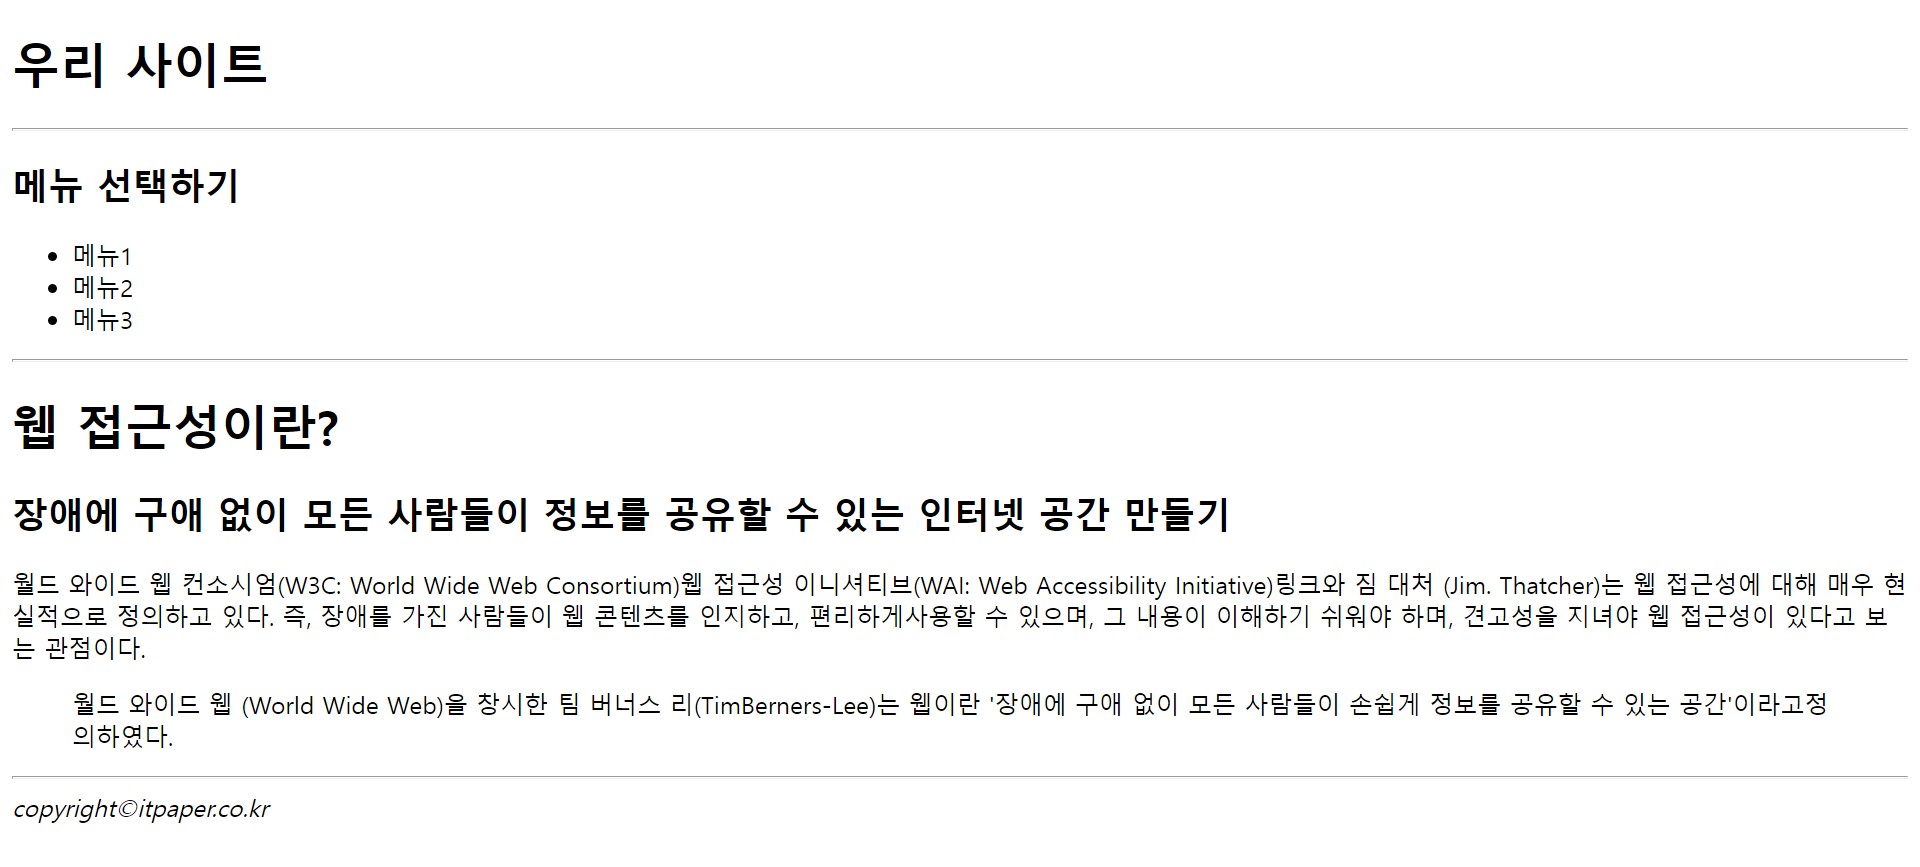 우리 사이트
메뉴 선택하기
메뉴1
메뉴2
메뉴3
웹 접근성이란?
장애에 구애 없이 모든 사람들이 정보를 공유할 수 있는 인터넷 공간 만들기
월드 와이드 웹 컨소시엄(W3C: World Wide Web Consortium)웹 접근성 이니셔티브(WAI: Web Accessibility Initiative)링크와 짐 대처 (Jim. Thatcher)는 웹 접근성에 대해 매우 현
실적으로 정의하고 있다. 즉, 장애를 가진 사람들이 웹 콘텐츠를 인지하고, 편리하게사용할 수 있으며, 그 내용이 이해하기 쉬워야 하며, 견고성을 지녀야 웹 접근성이 있다고 보
는 관점이다.
월드 와이드 웹 (World Wide Web)을 창시한 팀 버너스 리(TimBerners-Lee)는 웹이란 '장애에 구애 없이 모든 사람들이 손쉽게 정보를 공유할 수 있는 공간'이라고정
의하였다.
copyright©itpaper.co.kr